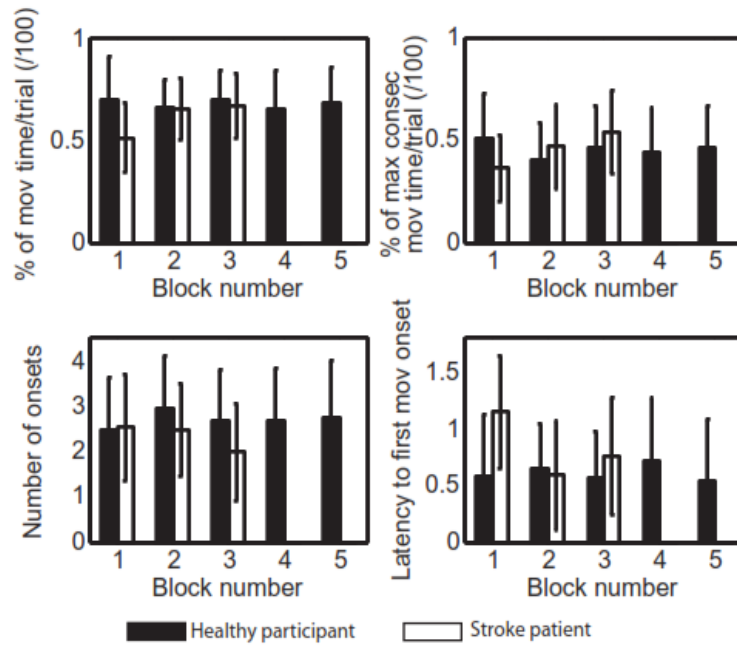 % of mov time/trial (/100)
1
0.5
0
1 2 3 4 5
Block number
% of max consec
mov time/trial (/100)
1
0.5
0
1 2 3 4 5
Block number
Number of onsets
4
3
2
1
0
1 2 3 4 5
Block number
Latency to first mov onset
1.5
1
0.5
0
1 2 3 4 5
Block number
Healthy participant Stroke patient